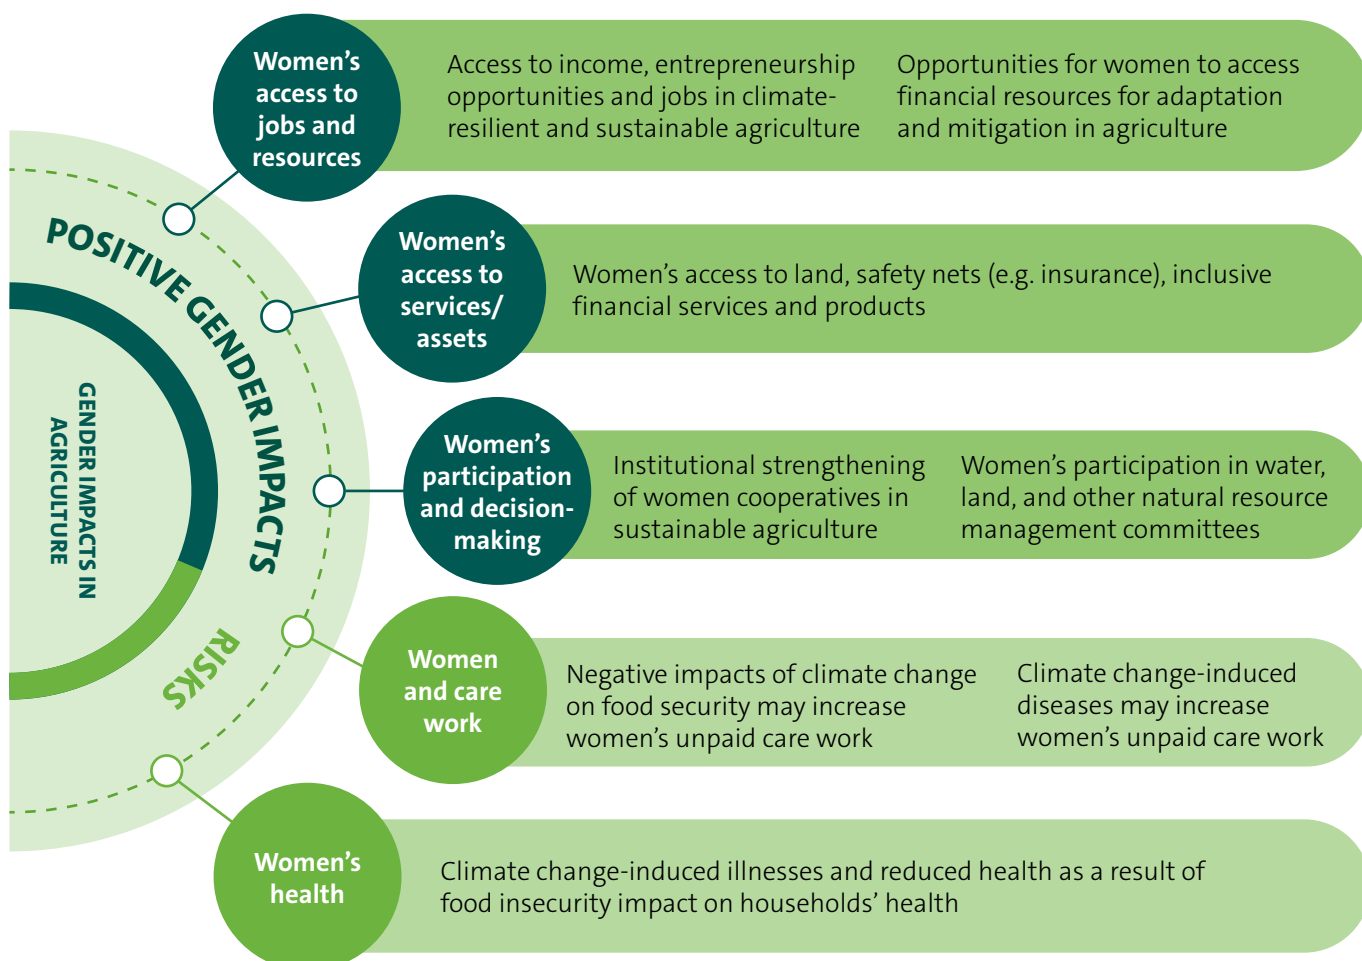 Women’s
access to
jobs and
resources
Access to income, entrepreneurship
opportunities and jobs in climate-
resilient and sustainable agriculture
Opportunities for women to access
financial resources for adaptation
and mitigation in agriculture
POSITIVE GENDER IMPACTS
Women’s
access to
services/
assets
Women’s access to land, safety nets (e.g. insurance), inclusive
financial services and products
GENDER IMPACTS IN
AGRICULTURE
Women’s
participation
and decision-
making
Institutional strengthening
of women cooperatives in
sustainable agriculture
Women’s participation in water,
land, and other natural resource
management committees
RISKS
Women
and care
work
Negative impacts of climate change
on food security may increase
women’s unpaid care work
Climate change-induced
diseases may increase
women’s unpaid care work
Women’s
health
Climate change-induced illnesses and reduced health as a result of
food insecurity impact on households’ health